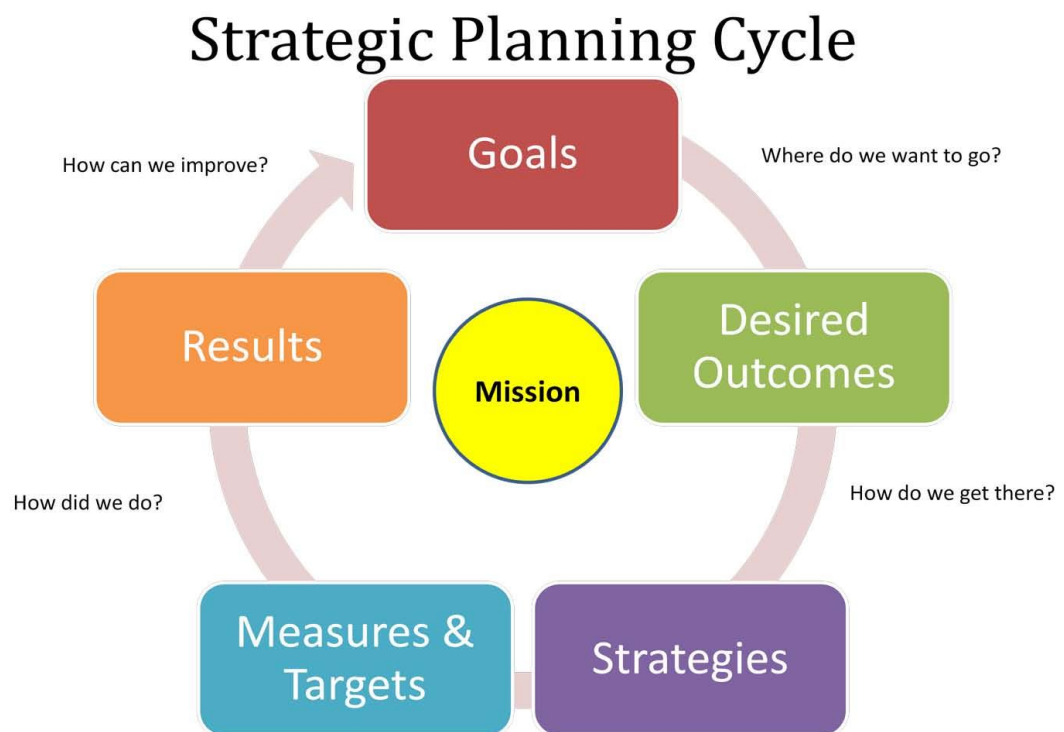 Strategic Planning Cycle
Goals
How can we improve?
Where do we want to go?
Results
Desired
Outcomes
Mission
How did we do?
How do we get there?
Measures &
Targets
Strategies